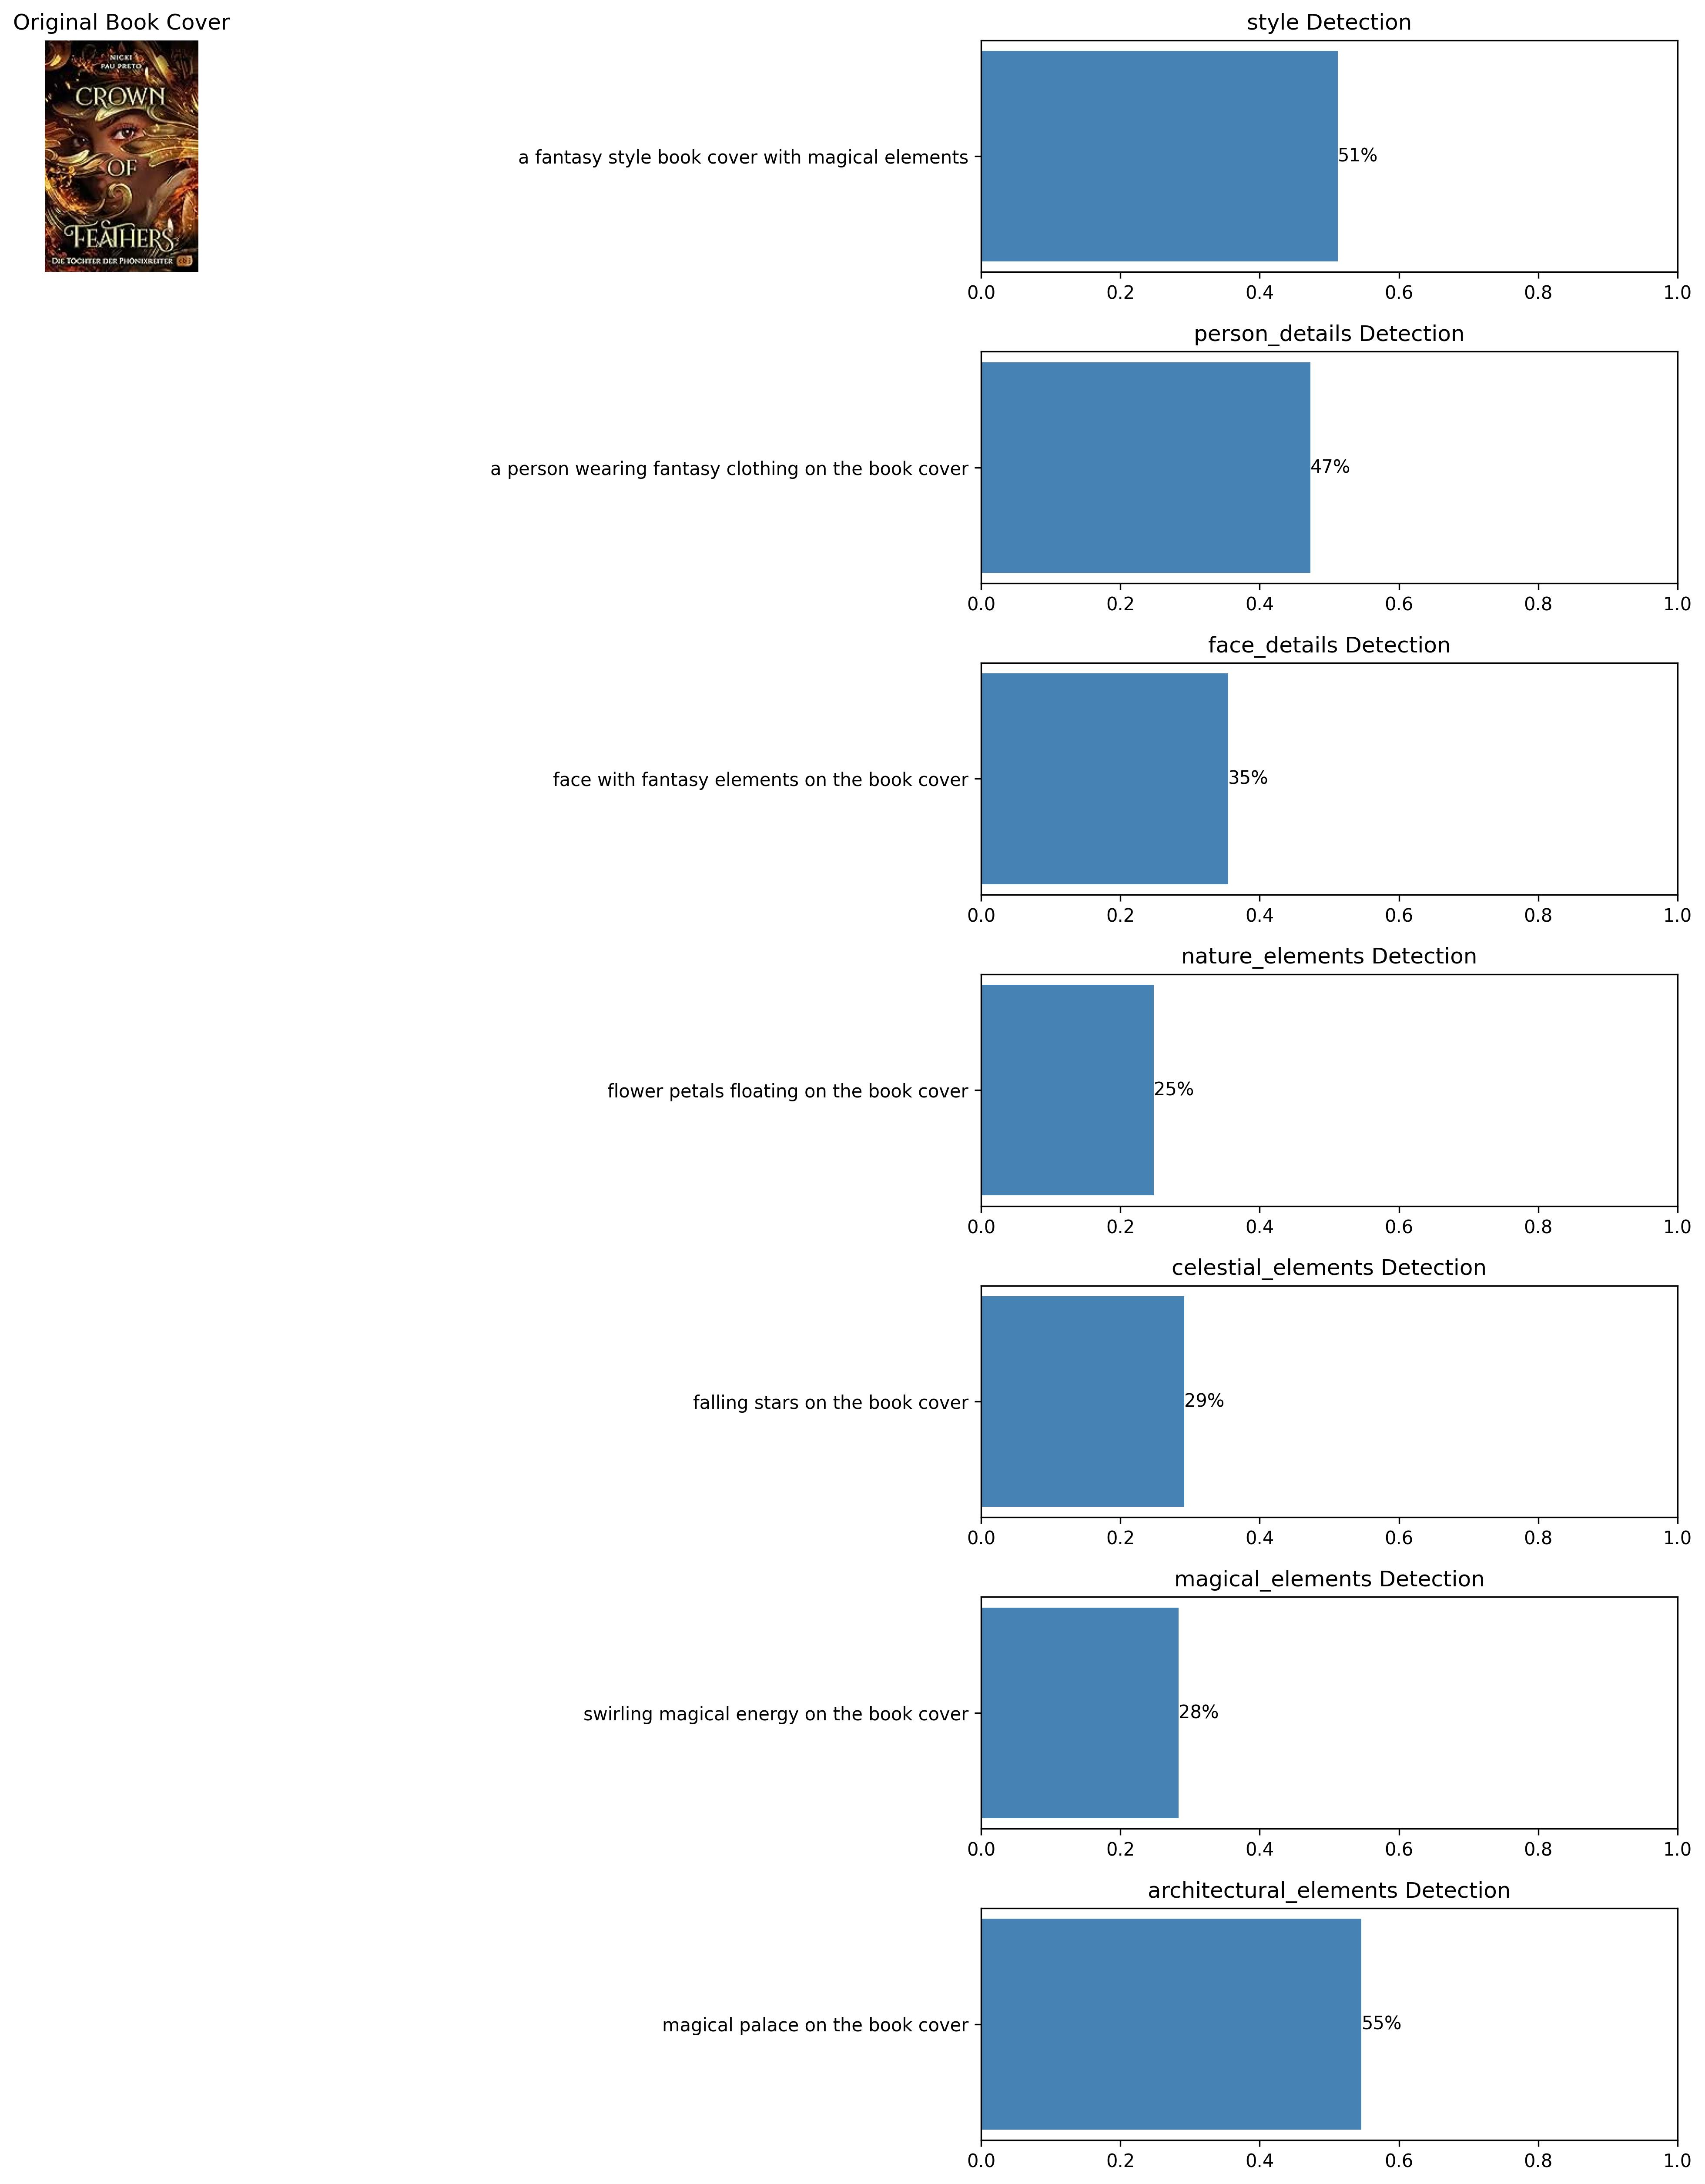 Original Book Cover
NICKI
PAU PRETO
CROWN
OF
FEATHERS
DIE TÖCHTER DER PHÖNIXREITER
cbj
style Detection
a fantasy style book cover with magical elements
51%
0.0 0.2 0.4 0.6 0.8 1.0
person_details Detection
a person wearing fantasy clothing on the book cover
47%
0.0 0.2 0.4 0.6 0.8 1.0
face_details Detection
face with fantasy elements on the book cover
35%
0.0 0.2 0.4 0.6 0.8 1.0
nature_elements Detection
flower petals floating on the book cover
25%
0.0 0.2 0.4 0.6 0.8 1.0
celestial_elements Detection
falling stars on the book cover
29%
0.0 0.2 0.4 0.6 0.8 1.0
magical_elements Detection
swirling magical energy on the book cover
28%
0.0 0.2 0.4 0.6 0.8 1.0
architectural_elements Detection
magical palace on the book cover
55%
0.0 0.2 0.4 0.6 0.8 1.0